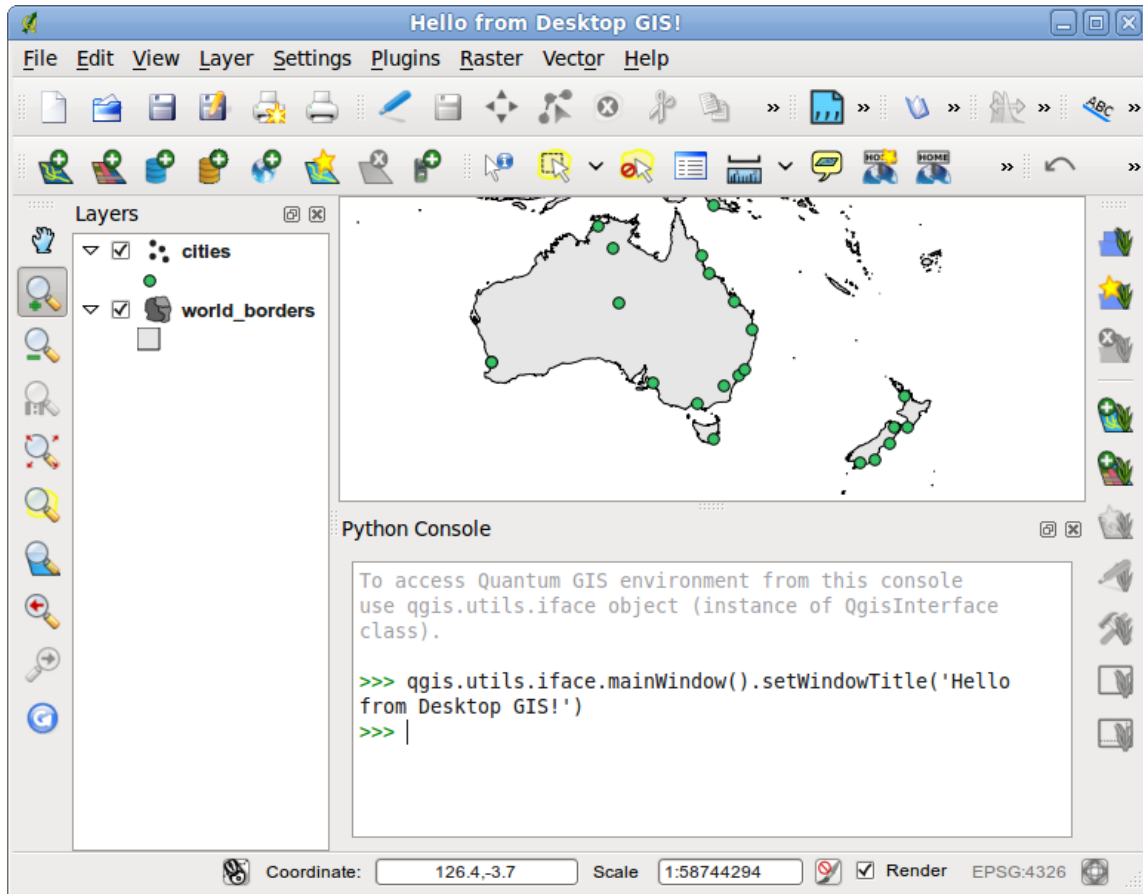 Hello from Desktop GIS!
File Edit View Layer Settings Plugins Raster Vector Help
ABC
HOME
Layers
cities
world_borders
Python Console
To access Quantum GIS environment from this console
use qgis.utils.iface object (instance of QgisInterface
class).
>>> qgis.utils.iface.mainWindow().setWindowTitle('Hello
from Desktop GIS!')
>>>
Coordinate: 126.4,-3.7 Scale 1:58744294 Render EPSG:4326